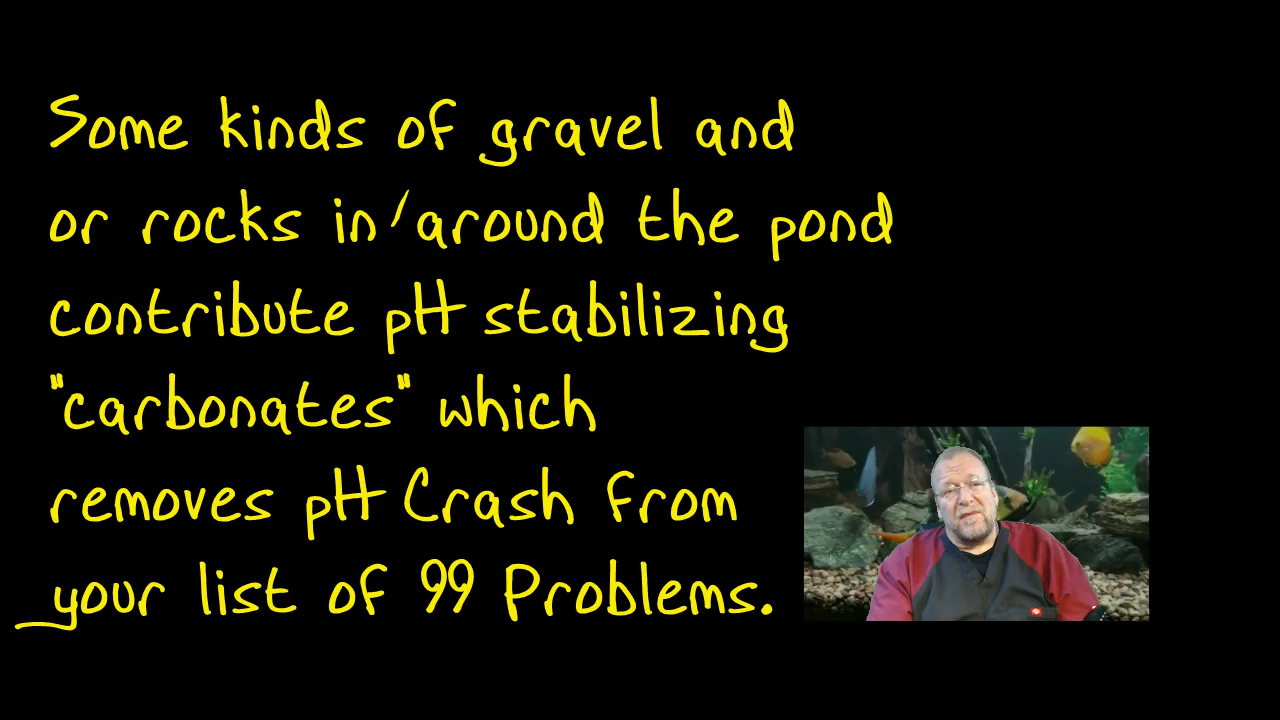 Some kinds of gravel and
or rocks in/around the pond
contribute pH stabilizing
"carbonates" which
removes pH Crash from
your list of 99 Problems.